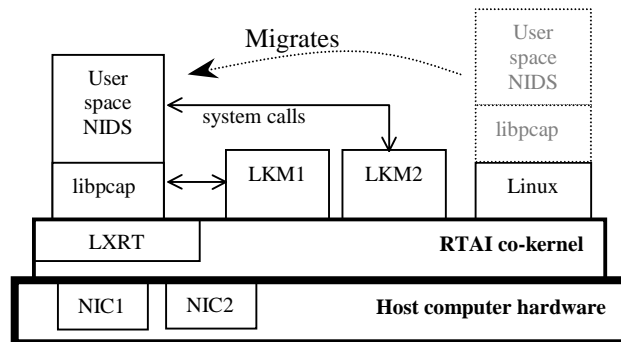 Migrates
User
space
NIDS
User
space
NIDS
system calls
libpcap
libpcap
LKM1
LKM2
Linux
LXRT
RTAI co-kernel
NIC1
NIC2
Host computer hardware